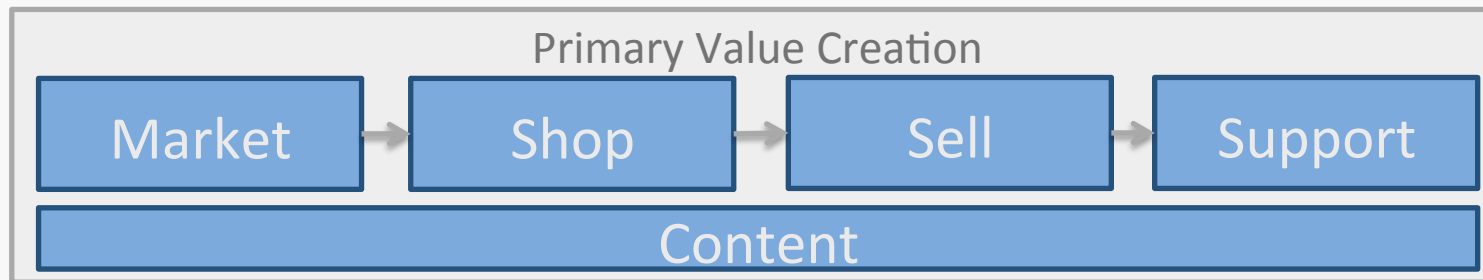 Primary Value Creation
Market
Shop
Sell
Support
Content